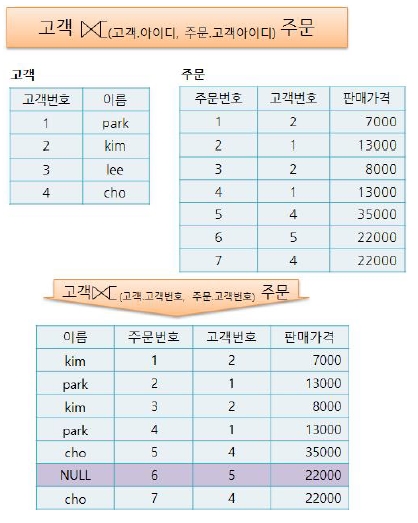 고객 ⟖(고객.아이디, 주문.고객아이디) 주문
고객
고객번호 이름
1 park
2 kim
3 lee
4 cho
주문
주문번호 고객번호 판매가격
1 2 7000
2 1 13000
3 2 8000
4 1 13000
5 4 35000
6 5 22000
7 4 22000
고객⟖(고객.고객번호, 주문.고객번호) 주문
이름 주문번호 고객번호 판매가격
kim 1 2 7000
park 2 1 13000
kim 3 2 8000
park 4 1 13000
cho 5 4 35000
NULL 6 5 22000
cho 7 4 22000